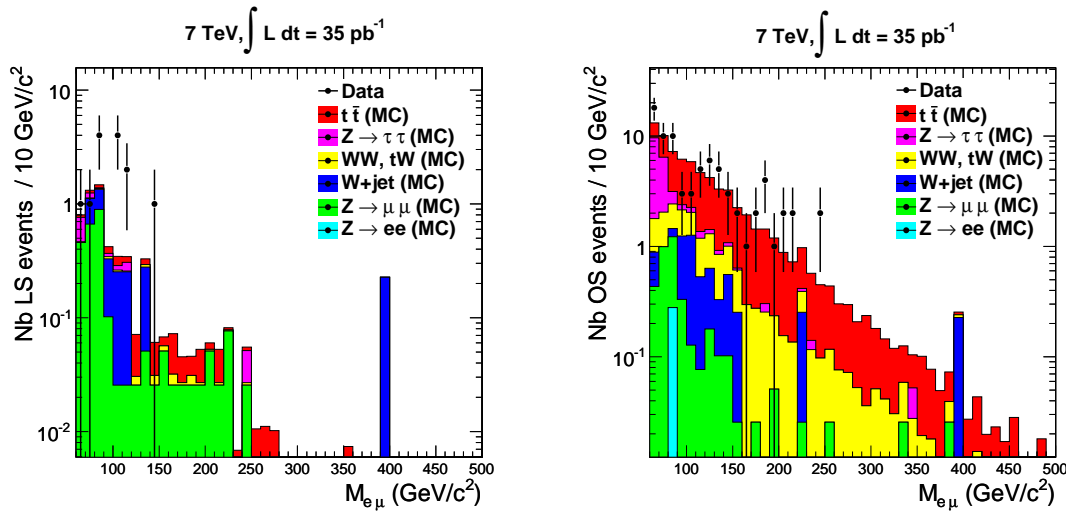 7 TeV, ∫ L dt = 35 pb⁻¹
Nb LS events / 10 GeV/c²
10
1
10⁻¹
10⁻²
Data
t t̄ (MC)
Z → τ τ (MC)
WW, tW (MC)
W+jet (MC)
Z → μ μ (MC)
Z → ee (MC)
100 150 200 250 300 350 400 450 500
M_eμ (GeV/c²)
7 TeV, ∫ L dt = 35 pb⁻¹
Nb OS events / 10 GeV/c²
10
1
10⁻¹
Data
t t̄ (MC)
Z → τ τ (MC)
WW, tW (MC)
W+jet (MC)
Z → μ μ (MC)
Z → ee (MC)
100 150 200 250 300 350 400 450 500
M_eμ (GeV/c²)